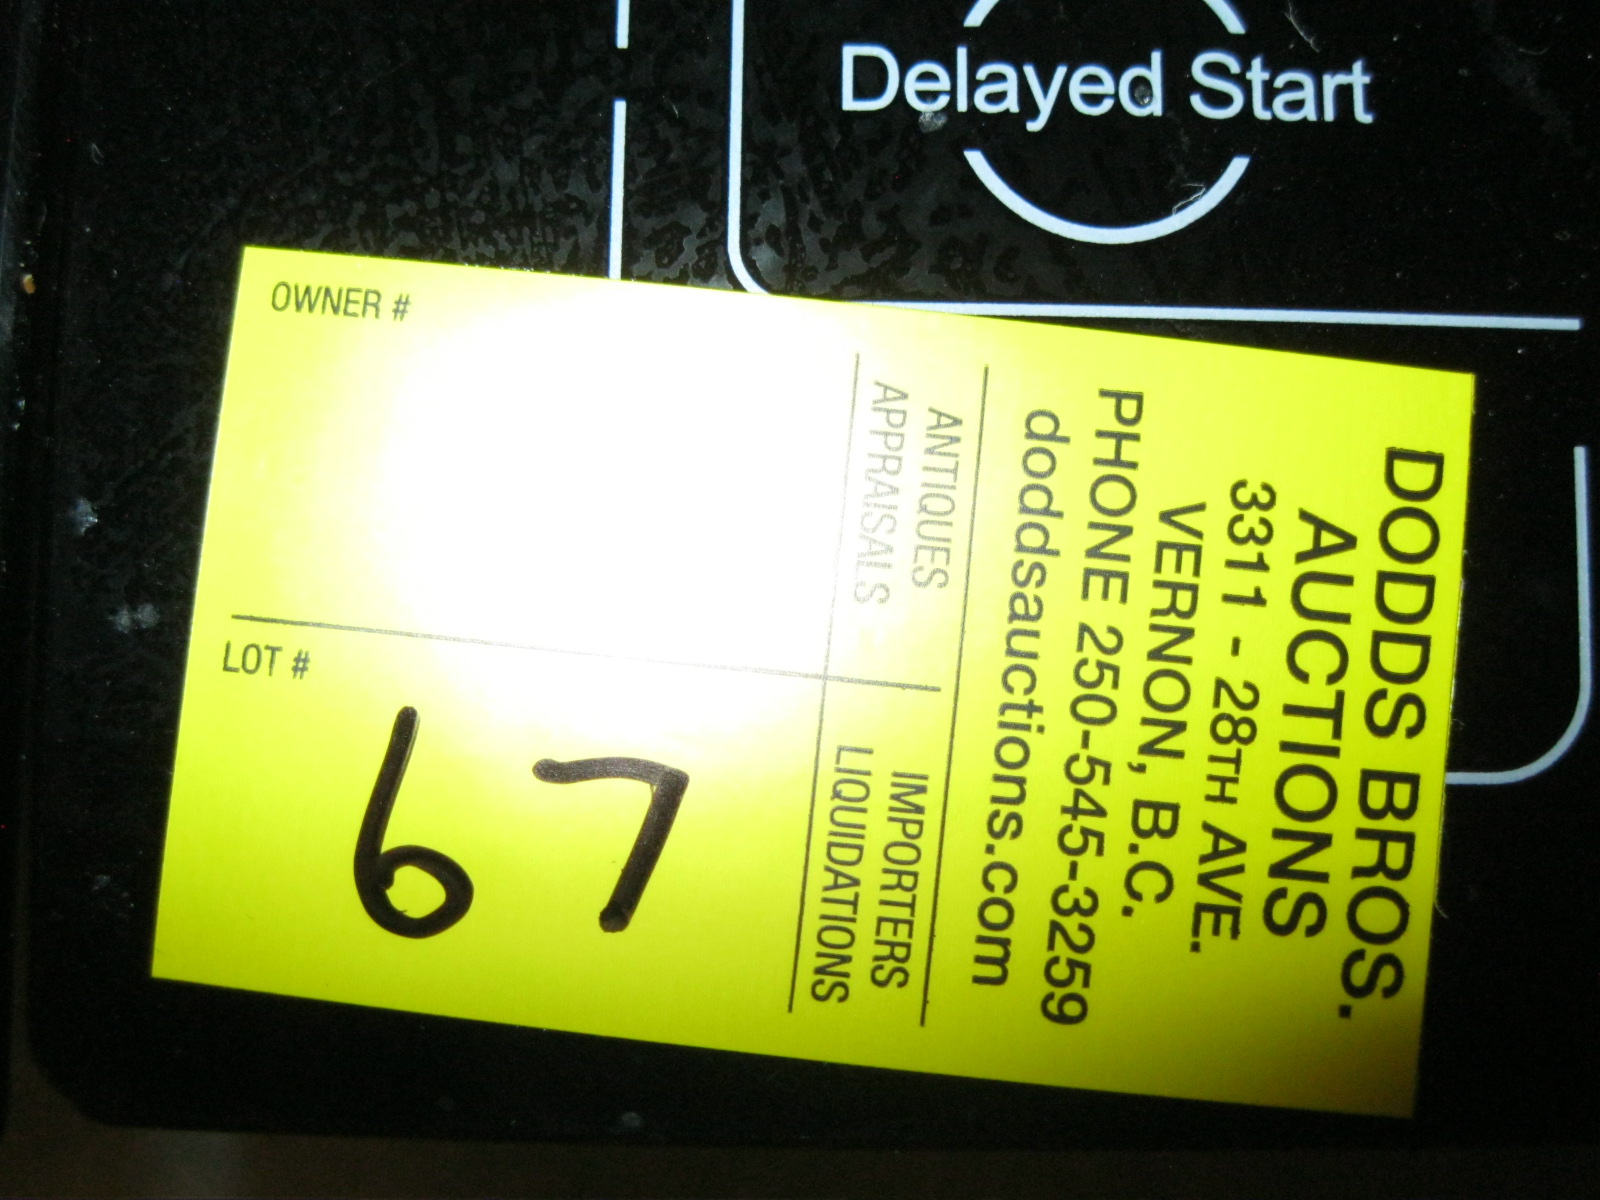 Delayed Start
DODDS BROS.
AUCTIONS
3311 - 28TH AVE.
VERNON, B.C.
PHONE 250-545-3259
doddsauctions.com
ANTIQUES
APPRAISALS
IMPORTERS
LIQUIDATIONS
OWNER #
LOT #
67